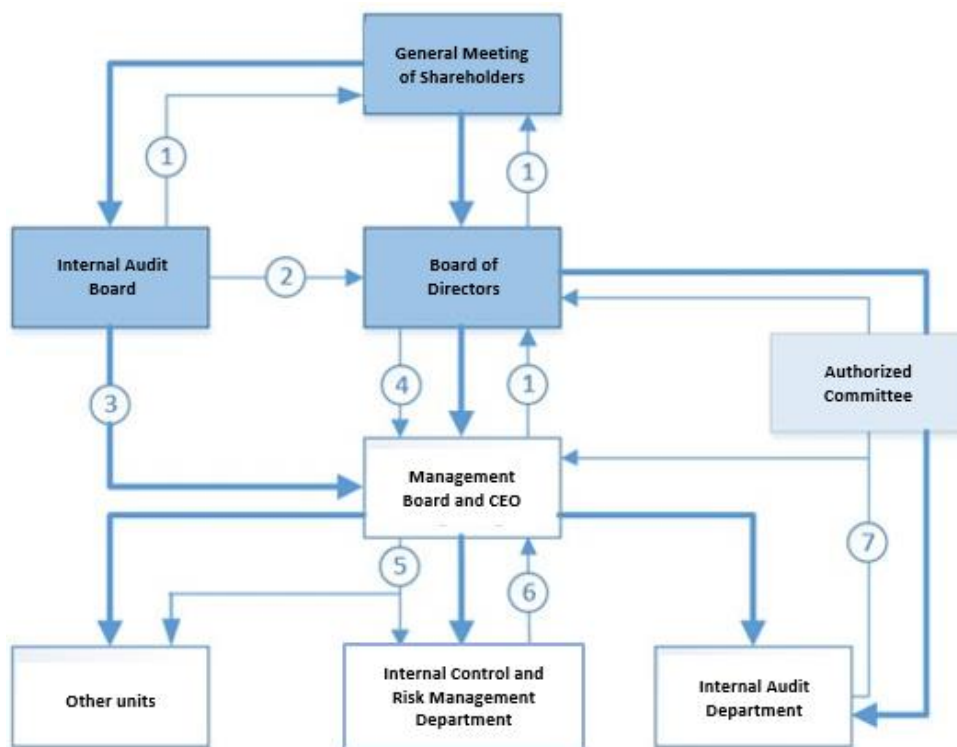 General Meeting
of Shareholders
1
1
Internal Audit
Board
2
Board of
Directors
3
4
1
Authorized
Committee
Management
Board and CEO
5
6
7
Other units
Internal Control and
Risk Management
Department
Internal Audit
Department